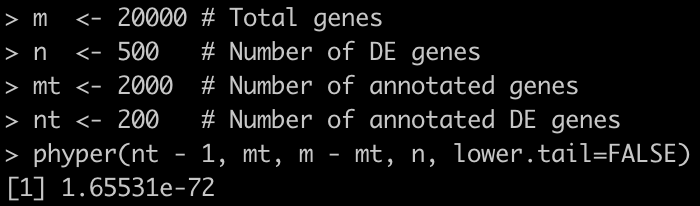 > m  <- 20000 # Total genes
> n  <- 500   # Number of DE genes
> mt <- 2000  # Number of annotated genes
> nt <- 200   # Number of annotated DE genes
> phyper(nt - 1, mt, m - mt, n, lower.tail=FALSE)
[1] 1.65531e-72